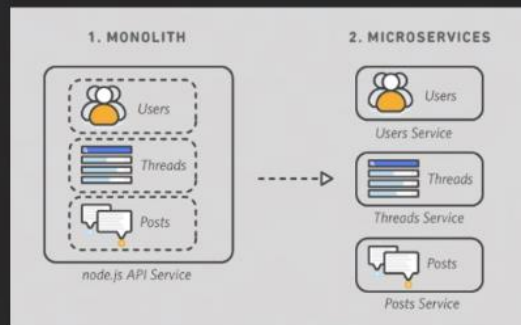 1. MONOLITH
Users
Threads
Posts
node.js API Service
2. MICROSERVICES
Users
Users Service
Threads
Threads Service
Posts
Posts Service